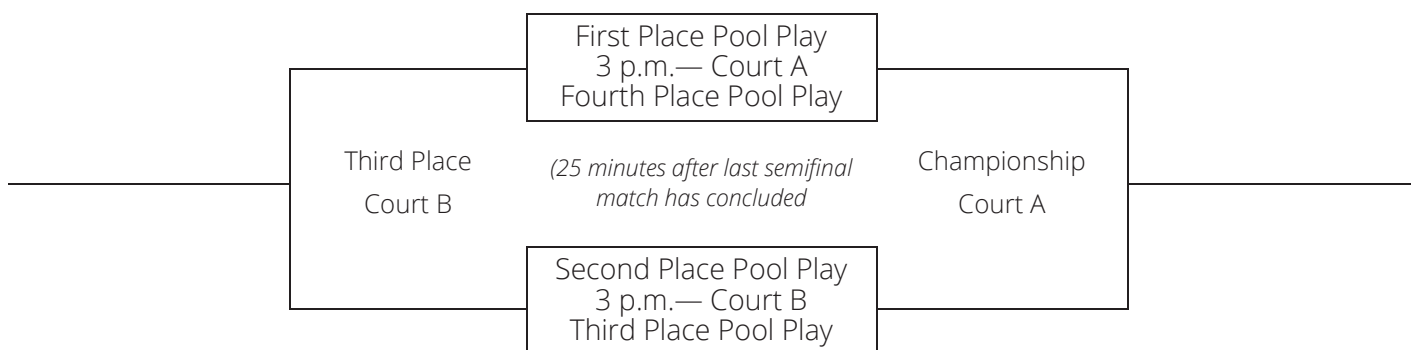 First Place Pool Play
3 p.m.— Court A
Fourth Place Pool Play
Third Place
Court B
(25 minutes after last semifinal
match has concluded
Championship
Court A
Second Place Pool Play
3 p.m.— Court B
Third Place Pool Play